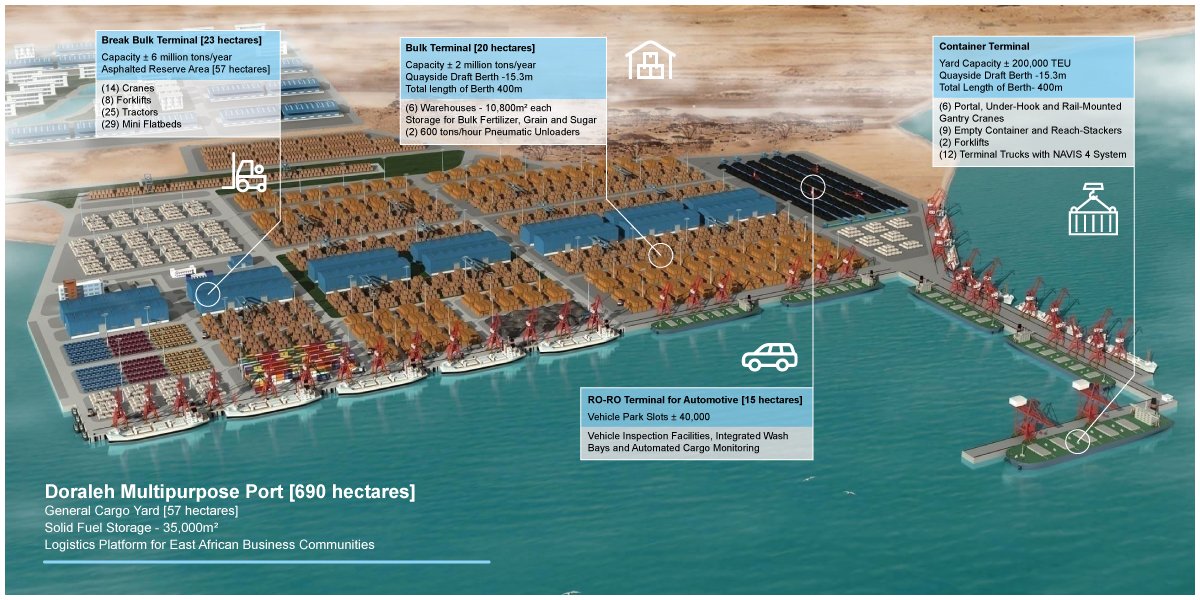 Break Bulk Terminal [23 hectares]
Capacity ± 6 million tons/year
Asphalted Reserve Area [57 hectares]
(14) Cranes
(8) Forklifts
(25) Tractors
(29) Mini Flatbeds
Bulk Terminal [20 hectares]
Capacity ± 2 million tons/year
Quayside Draft Berth -15.3m
Total length of Berth 400m
(6) Warehouses - 10,800m² each
Storage for Bulk Fertilizer, Grain and Sugar
(2) 600 tons/hour Pneumatic Unloaders
Container Terminal
Yard Capacity ± 200,000 TEU
Quayside Draft Berth -15.3m
Total Length of Berth- 400m
(6) Portal, Under-Hook and Rail-Mounted
Gantry Cranes
(9) Empty Container and Reach-Stackers
(2) Forklifts
(12) Terminal Trucks with NAVIS 4 System
RO-RO Terminal for Automotive [15 hectares]
Vehicle Park Slots ± 40,000
Vehicle Inspection Facilities, Integrated Wash
Bays and Automated Cargo Monitoring
Doraleh Multipurpose Port [690 hectares]
General Cargo Yard [57 hectares]
Solid Fuel Storage - 35,000m²
Logistics Platform for East African Business Communities